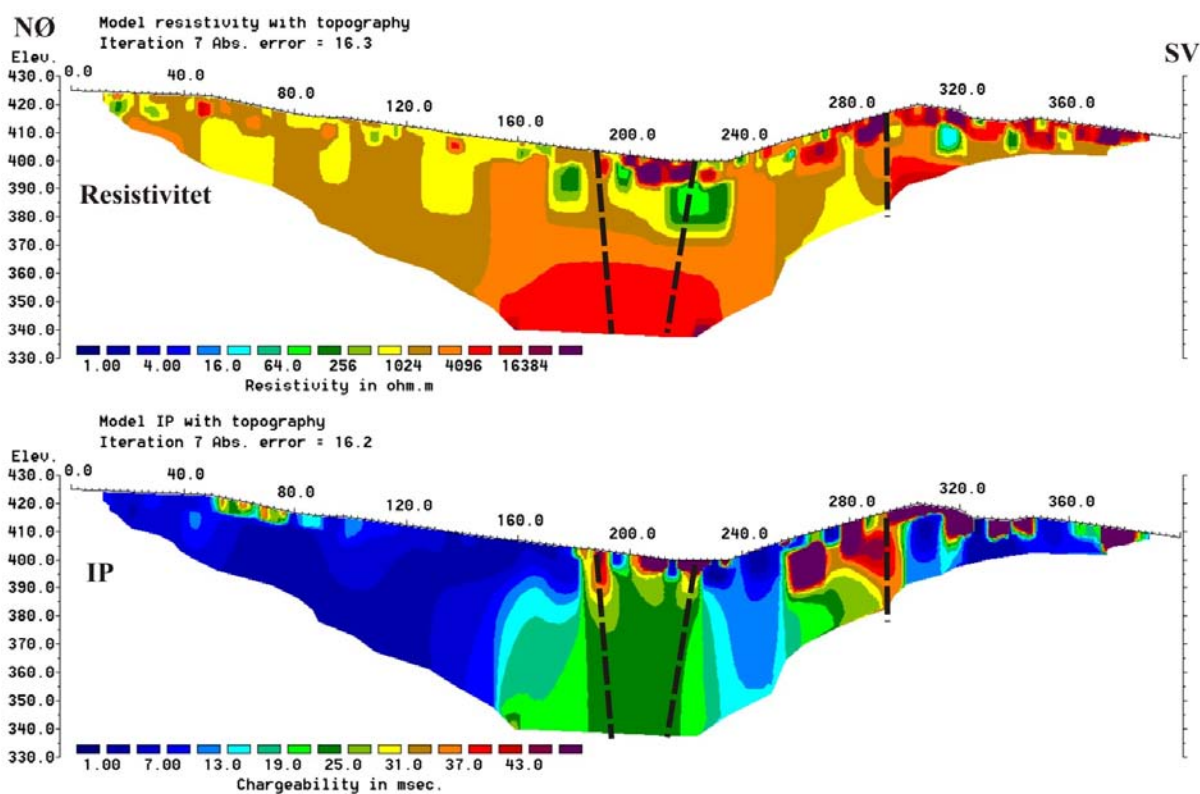 NØ
SV
Model resistivity with topography
Iteration 7 Abs. error = 16.3
Elev.
0.0 40.0 80.0 120.0 160.0 200.0 240.0 280.0 320.0 360.0
430.0
420.0
410.0
400.0
390.0
380.0
370.0
360.0
350.0
340.0
330.0
Resistivitet
1.00 4.00 16.0 64.0 256 1024 4096 16384
Resistivity in ohm.m
Model IP with topography
Iteration 7 Abs. error = 16.2
Elev.
0.0 40.0 80.0 120.0 160.0 200.0 240.0 280.0 320.0 360.0
430.0
420.0
410.0
400.0
390.0
380.0
370.0
360.0
350.0
340.0
330.0
IP
1.00 7.00 13.0 19.0 25.0 31.0 37.0 43.0
Chargeability in msec.